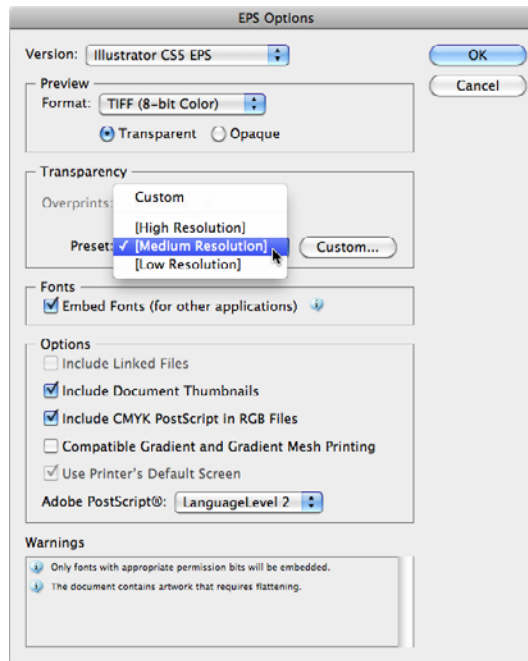 EPS Options
Version: Illustrator CS5 EPS
OK
Cancel
Preview
Format: TIFF (8-bit Color)
Transparent Opaque
Transparency
Overprints:
Custom
[High Resolution]
Preset: ✓ [Medium Resolution] Custom...
[Low Resolution]
Fonts
Embed Fonts (for other applications)
Options
Include Linked Files
Include Document Thumbnails
Include CMYK PostScript in RGB Files
Compatible Gradient and Gradient Mesh Printing
Use Printer's Default Screen
Adobe PostScript®: LanguageLevel 2
Warnings
Only fonts with appropriate permission bits will be embedded.
The document contains artwork that requires flattening.